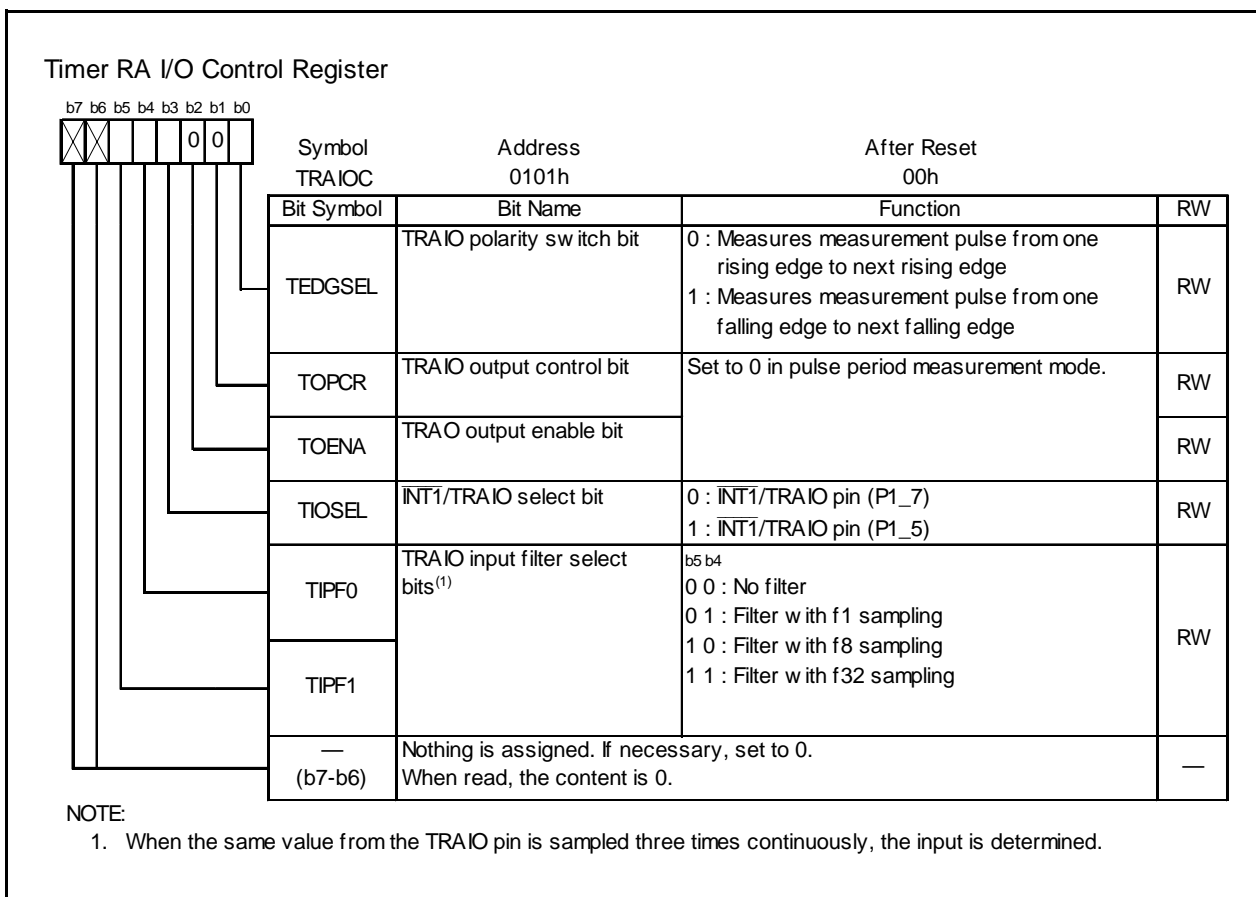 Timer RA I/O Control Register
b7 b6 b5 b4 b3 b2 b1 b0
0 0
Symbol Address After Reset
TRAIOC 0101h 00h
Bit Symbol Bit Name Function RW
TEDGSEL
TRAIO polarity switch bit
0 : Measures measurement pulse from one
rising edge to next rising edge
1 : Measures measurement pulse from one
falling edge to next falling edge
RW
TOPCR
TRAIO output control bit
Set to 0 in pulse period measurement mode.
RW
TOENA
TRAO output enable bit
RW
TIOSEL
INT1/TRAIO select bit
0 : INT1/TRAIO pin (P1_7)
1 : INT1/TRAIO pin (P1_5)
RW
TIPF0
TIPF1
TRAIO input filter select
bits(1)
b5 b4
0 0 : No filter
0 1 : Filter with f1 sampling
1 0 : Filter with f8 sampling
1 1 : Filter with f32 sampling
RW
—
(b7-b6)
Nothing is assigned. If necessary, set to 0.
When read, the content is 0.
—
NOTE:
1. When the same value from the TRAIO pin is sampled three times continuously, the input is determined.